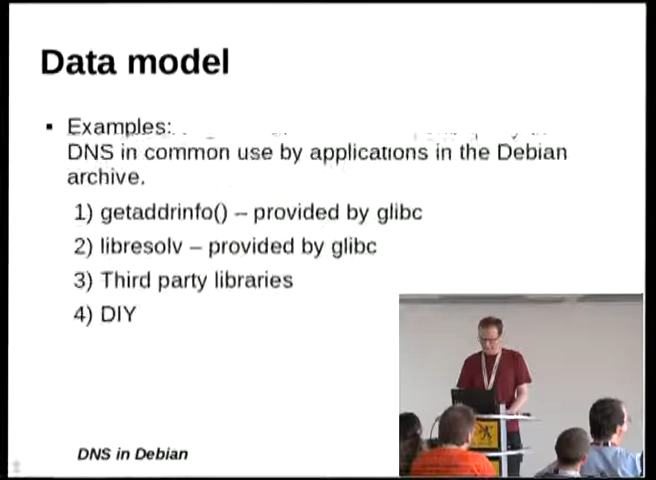 Data model
▪ Examples:
DNS in common use by applications in the Debian
archive.
1) getaddrinfo() – provided by glibc
2) libresolv – provided by glibc
3) Third party libraries
4) DIY
DNS in Debian